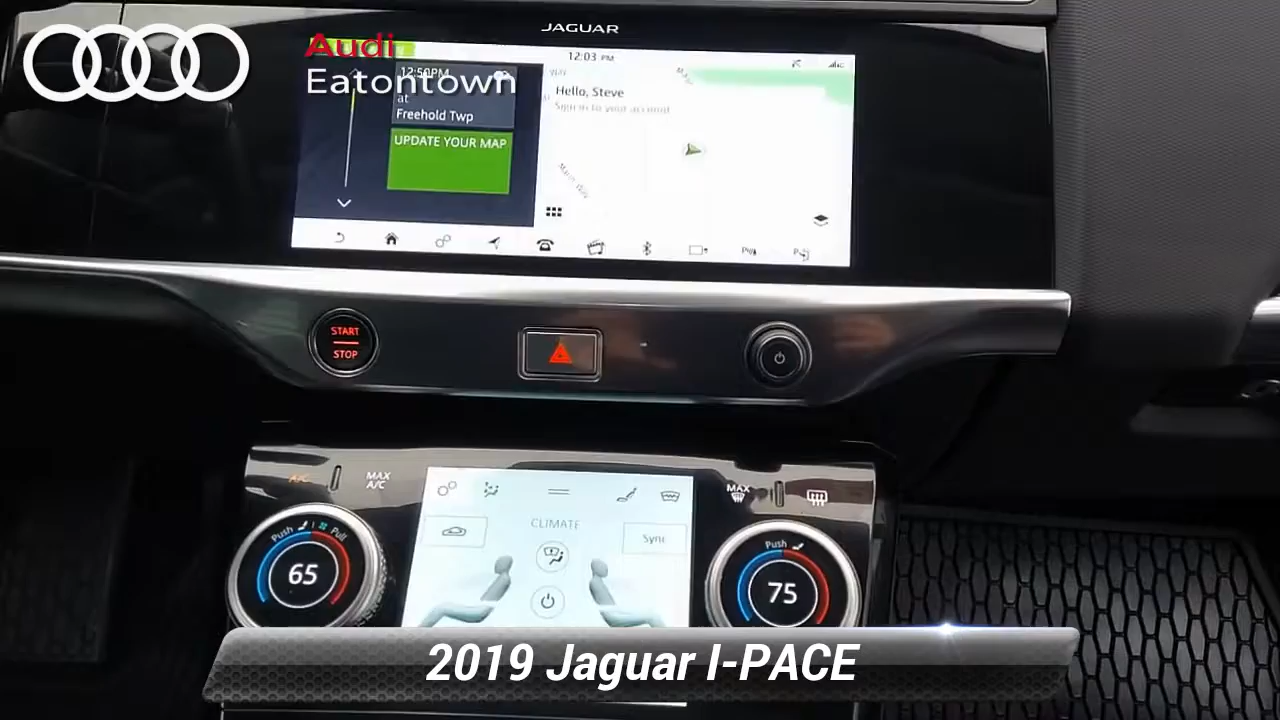 JAGUAR
Audi
Eatontown
12:03 PM
12:50PM
at
Freehold Twp
UPDATE YOUR MAP
Hello, Steve
Sign in to your account
START
STOP
A/C
MAX
A/C
MAX
Push
Pull
65
CLIMATE
Sync
Push
75
2019 Jaguar I-PACE